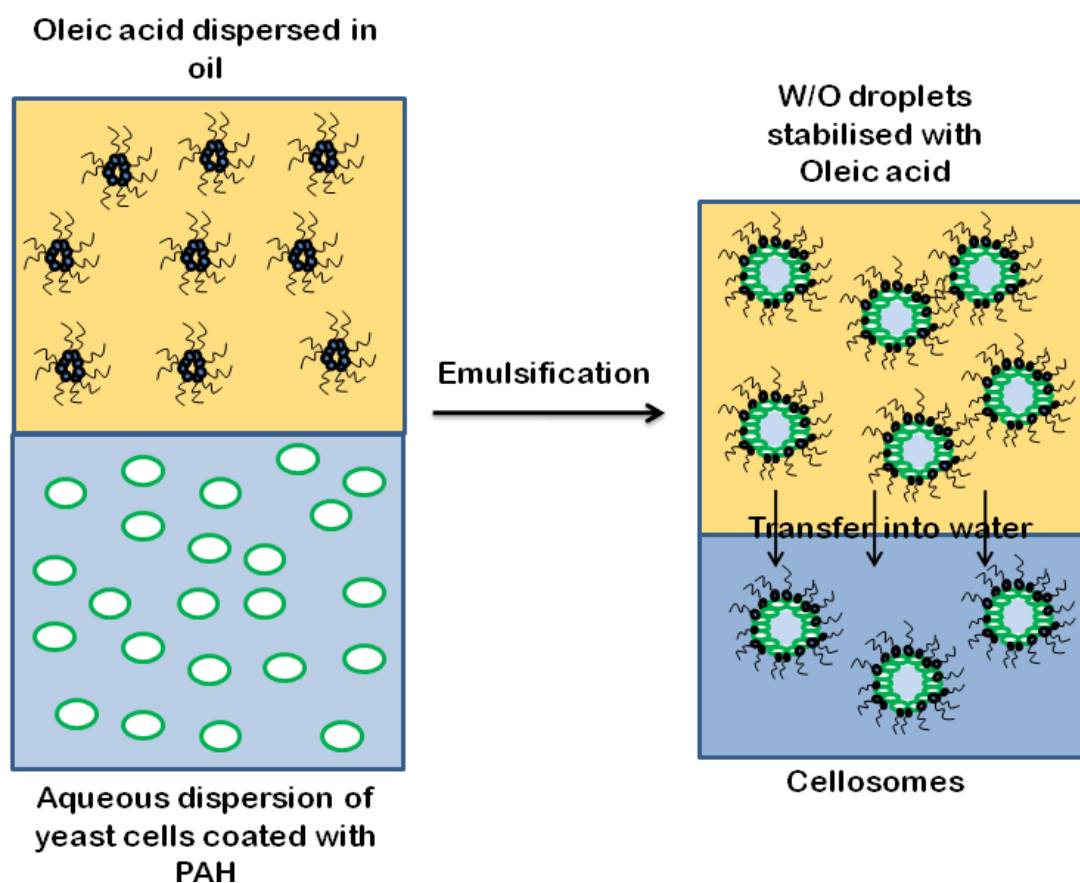 Oleic acid dispersed in
oil
W/O droplets
stabilised with
Oleic acid
Emulsification
Transfer into water
Cellosomes
Aqueous dispersion of
yeast cells coated with
PAH